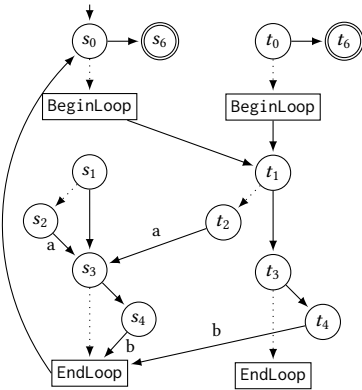 s0 s6 t0 t6
BeginLoop BeginLoop
s1 t1
s2 t2
a a
s3 t3
s4 t4
b b
EndLoop EndLoop